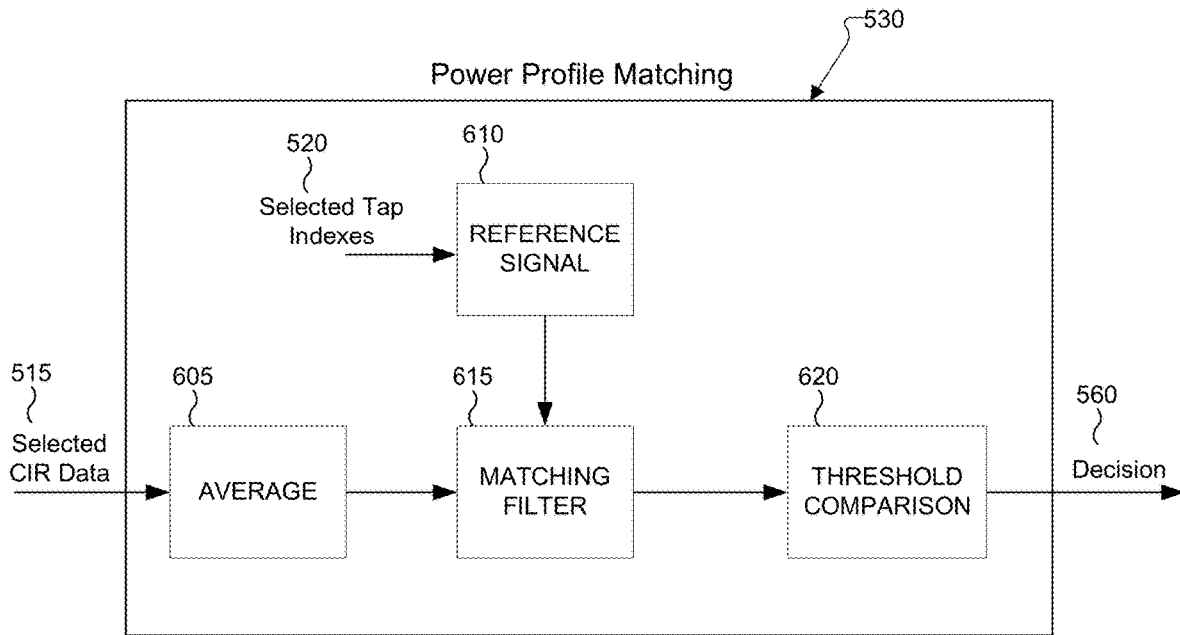 530
Power Profile Matching
520
610
Selected Tap
Indexes
REFERENCE
SIGNAL
515
605
615
620
560
Selected
CIR Data
AVERAGE
MATCHING
FILTER
THRESHOLD
COMPARISON
Decision